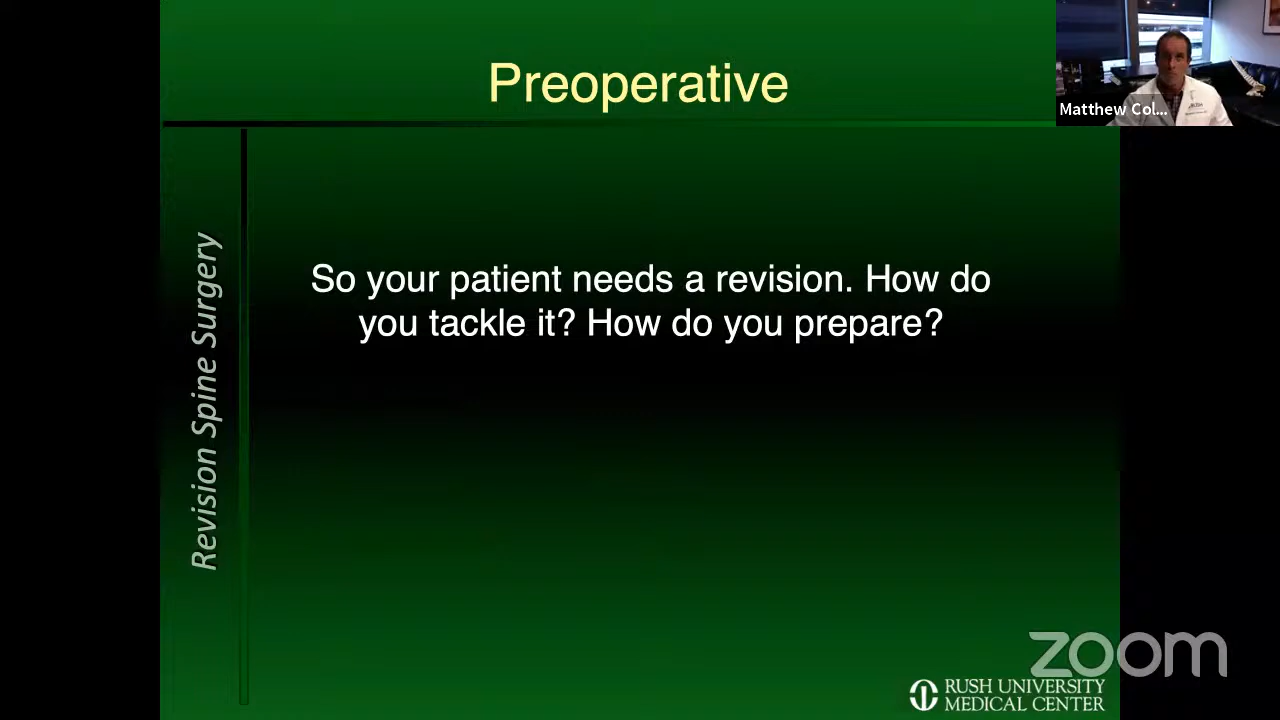 Preoperative
Matthew Col...
Revision Spine Surgery
So your patient needs a revision. How do
you tackle it? How do you prepare?
zoom
RUSH UNIVERSITY
MEDICAL CENTER